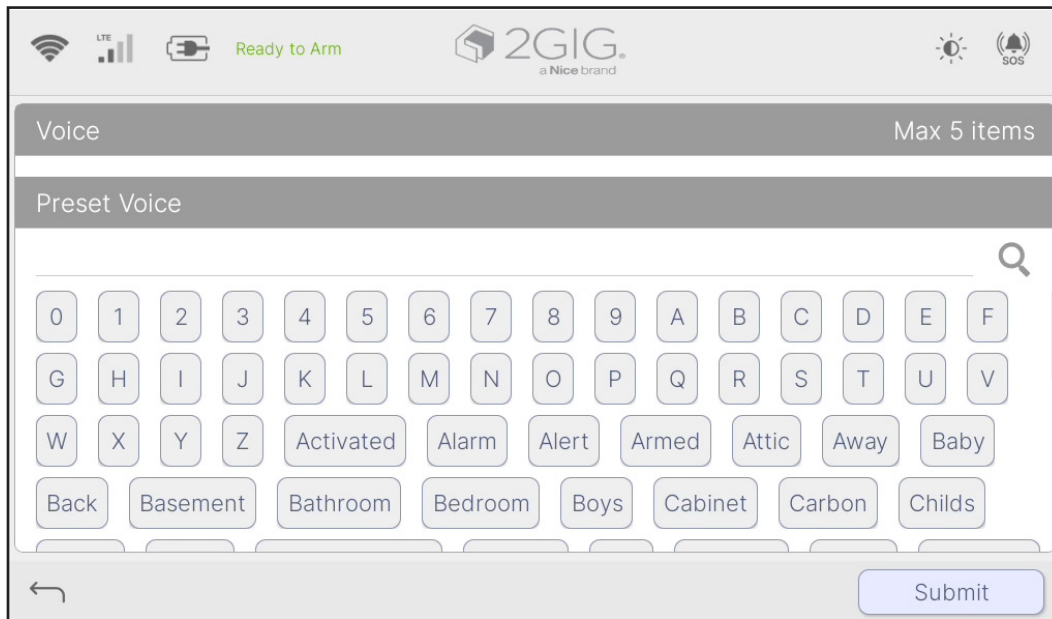 LTE
Ready to Arm
2GIG.
a Nice brand
SOS
Voice Max 5 items
Preset Voice
0 1 2 3 4 5 6 7 8 9 A B C D E F
G H I J K L M N O P Q R S T U V
W X Y Z Activated Alarm Alert Armed Attic Away Baby
Back Basement Bathroom Bedroom Boys Cabinet Carbon Childs
Submit